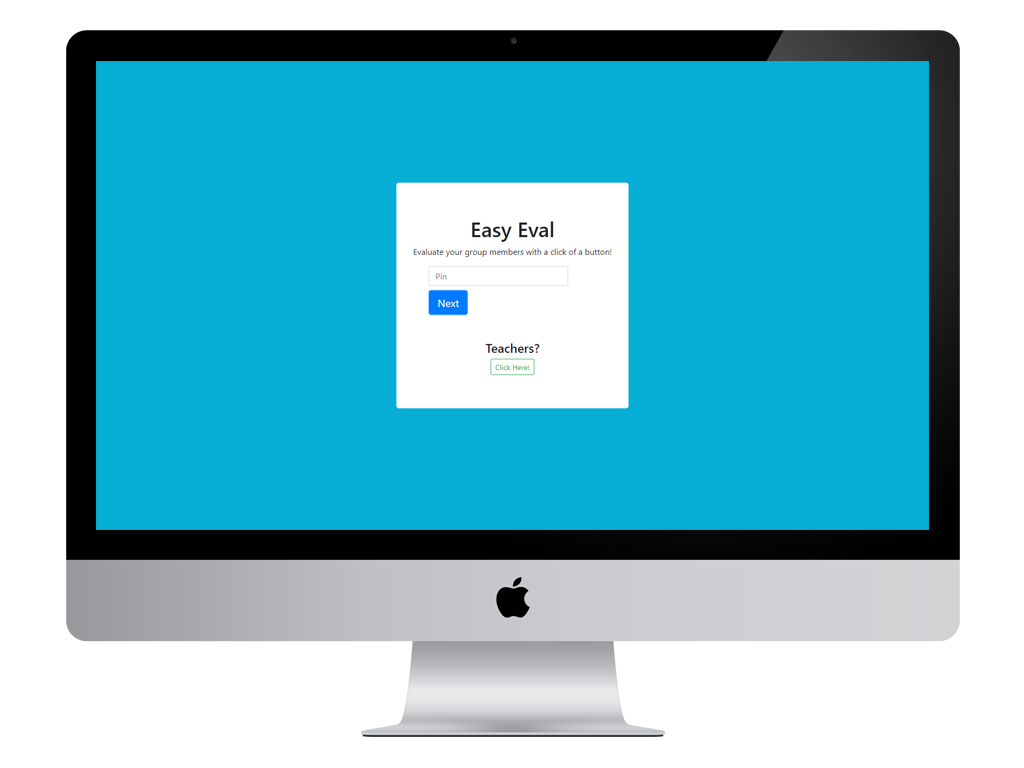 Easy Eval
Evaluate your group members with a click of a button!
Pin
Next
Teachers?
Click Here!